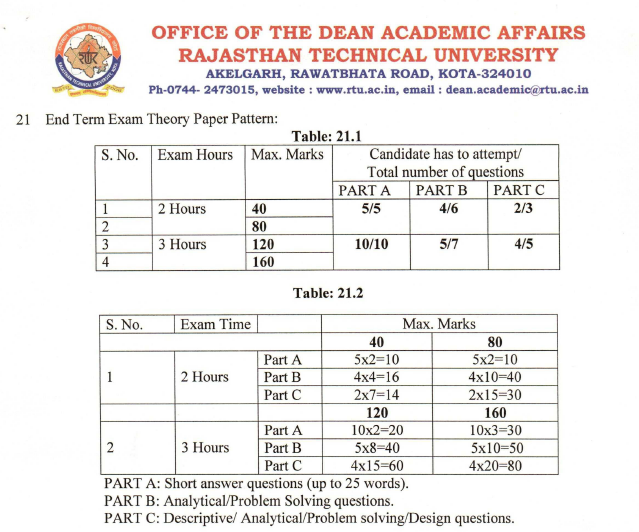 OFFICE OF THE DEAN ACADEMIC AFFAIRS
RAJASTHAN TECHNICAL UNIVERSITY
AKELGARH, RAWATBHATA ROAD, KOTA-324010
Ph-0744- 2473015, website : www.rtu.ac.in, email : dean.academic@rtu.ac.in
21 End Term Exam Theory Paper Pattern:
Table: 21.1
S. No. Exam Hours Max. Marks Candidate has to attempt/
Total number of questions
PART A PART B PART C
1 2 Hours 40 5/5 4/6 2/3
2 80
3 3 Hours 120 10/10 5/7 4/5
4 160
Table: 21.2
S. No. Exam Time Max. Marks
40 80
Part A 5x2=10 5x2=10
1 2 Hours Part B 4x4=16 4x10=40
Part C 2x7=14 2x15=30
120 160
Part A 10x2=20 10x3=30
2 3 Hours Part B 5x8=40 5x10=50
Part C 4x15=60 4x20=80
PART A: Short answer questions (up to 25 words).
PART B: Analytical/Problem Solving questions.
PART C: Descriptive/ Analytical/Problem solving/Design questions.